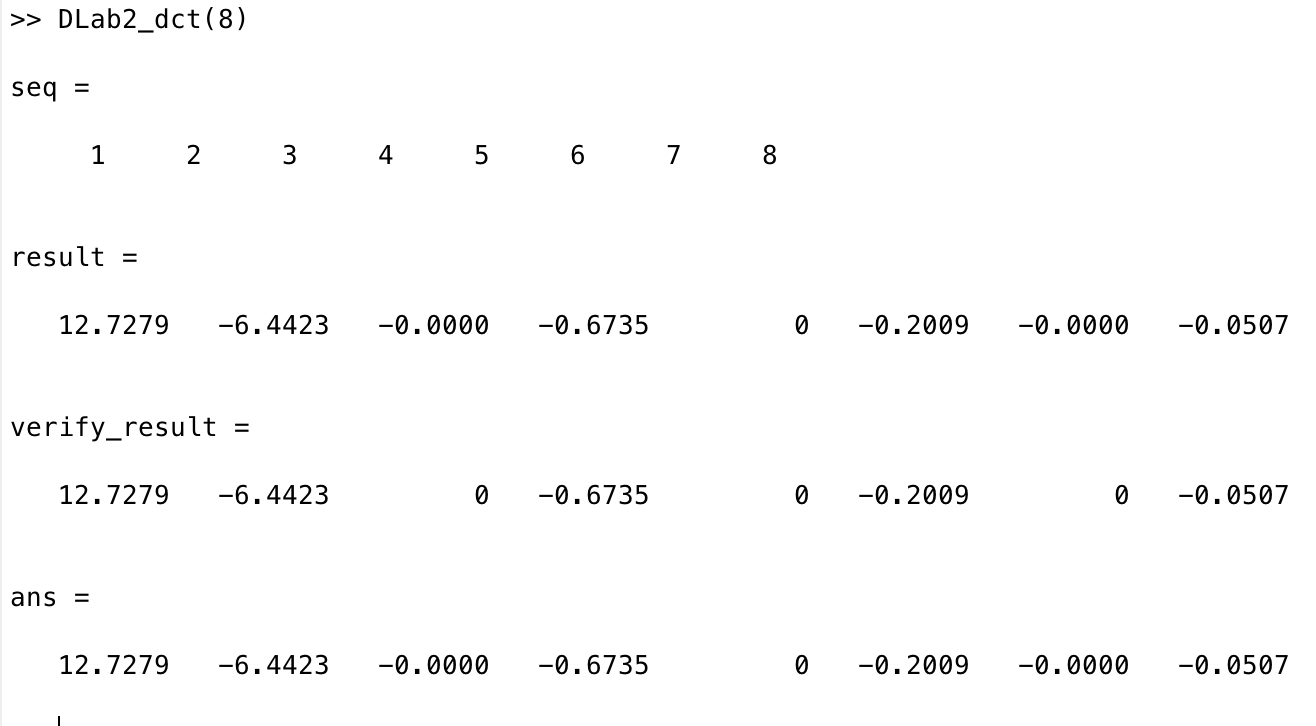 >> DLab2_dct(8)
seq =
1 2 3 4 5 6 7 8
result =
12.7279 -6.4423 -0.0000 -0.6735 0 -0.2009 -0.0000 -0.0507
verify_result =
12.7279 -6.4423 0 -0.6735 0 -0.2009 0 -0.0507
ans =
12.7279 -6.4423 -0.0000 -0.6735 0 -0.2009 -0.0000 -0.0507